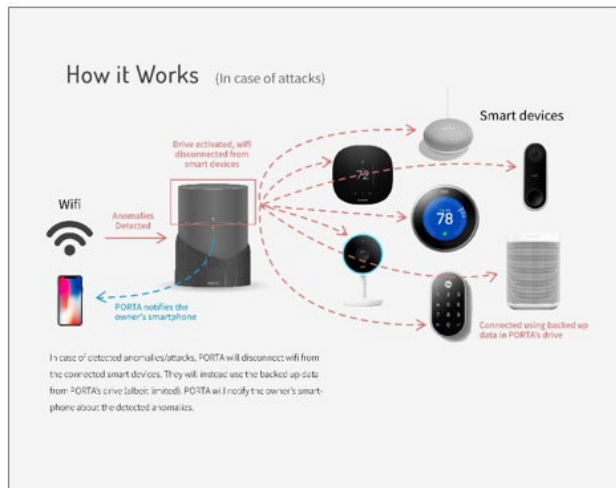 How it Works (In case of attacks)
Smart devices
Drive activated, wifi
disconnected from
smart devices
Wifi
Anomalies
Detected
72
78
PORTA notifies the
owner's smartphone
Connected using backed up
data in PORTA's drive
In case of detected anomalies/attacks, PORTA will disconnect wifi from
the connected smart devices. They will instead use the backed up data
from PORTA's drive (albeit limited). PORTA will notify the owner's smart-
phone about the detected anomalies.